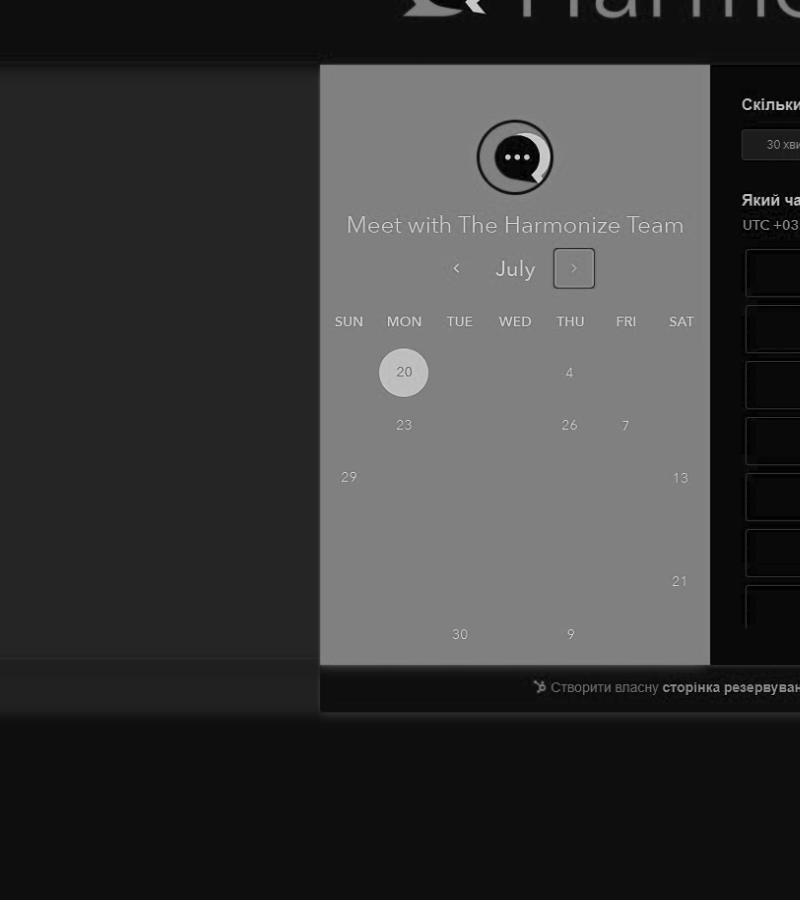 Harmo
Meet with The Harmonize Team
July
SUN MON TUE WED THU FRI SAT
20 4
23 26 7
29 13
21
30 9
Скільки
30 хви
Який ча
UTC +03
Створити власну сторінка резервуван